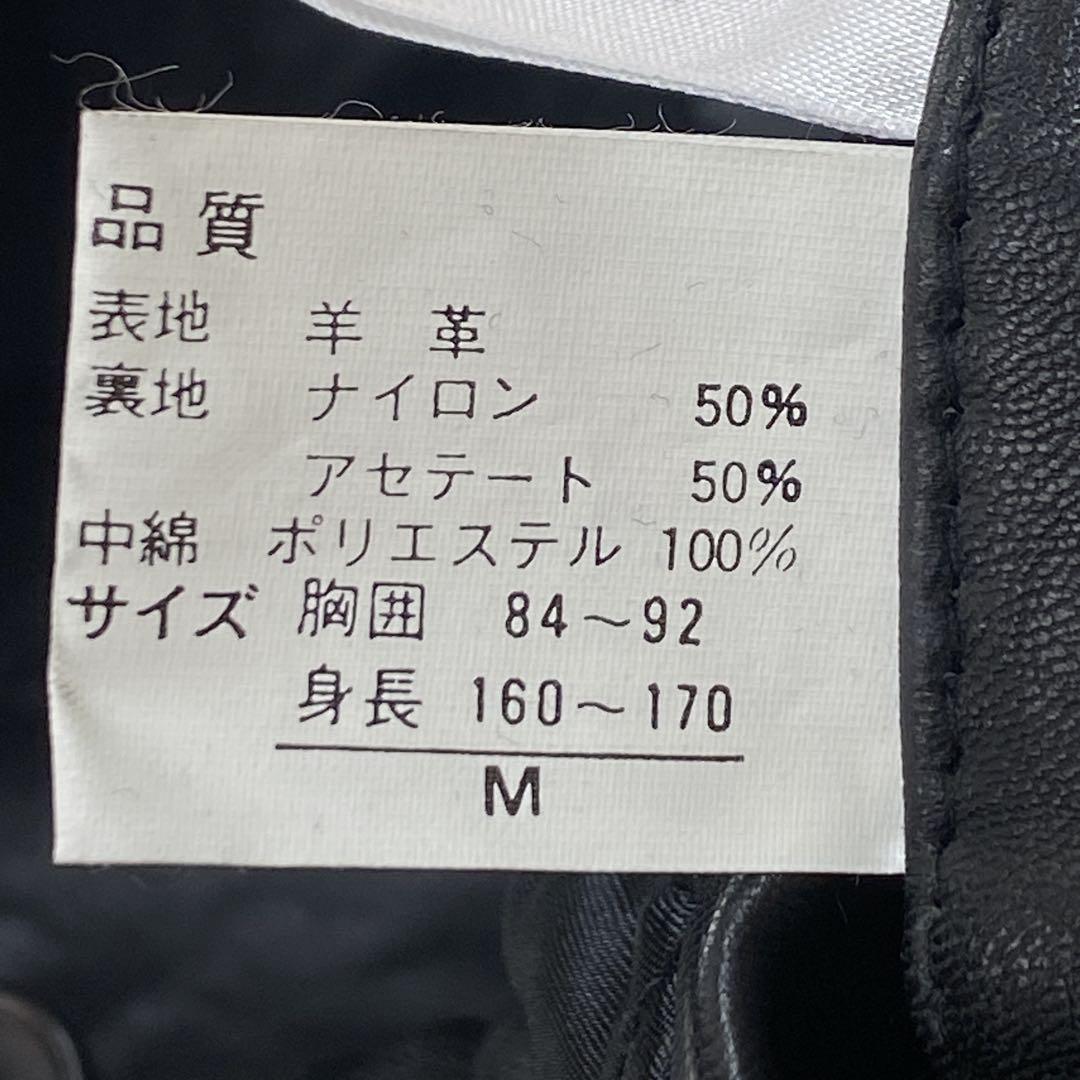 品質
表地 羊革
裏地 ナイロン 50%
アセテート 50%
中綿 ポリエステル 100%
サイズ 胸囲 84～92
身長 160～170
M